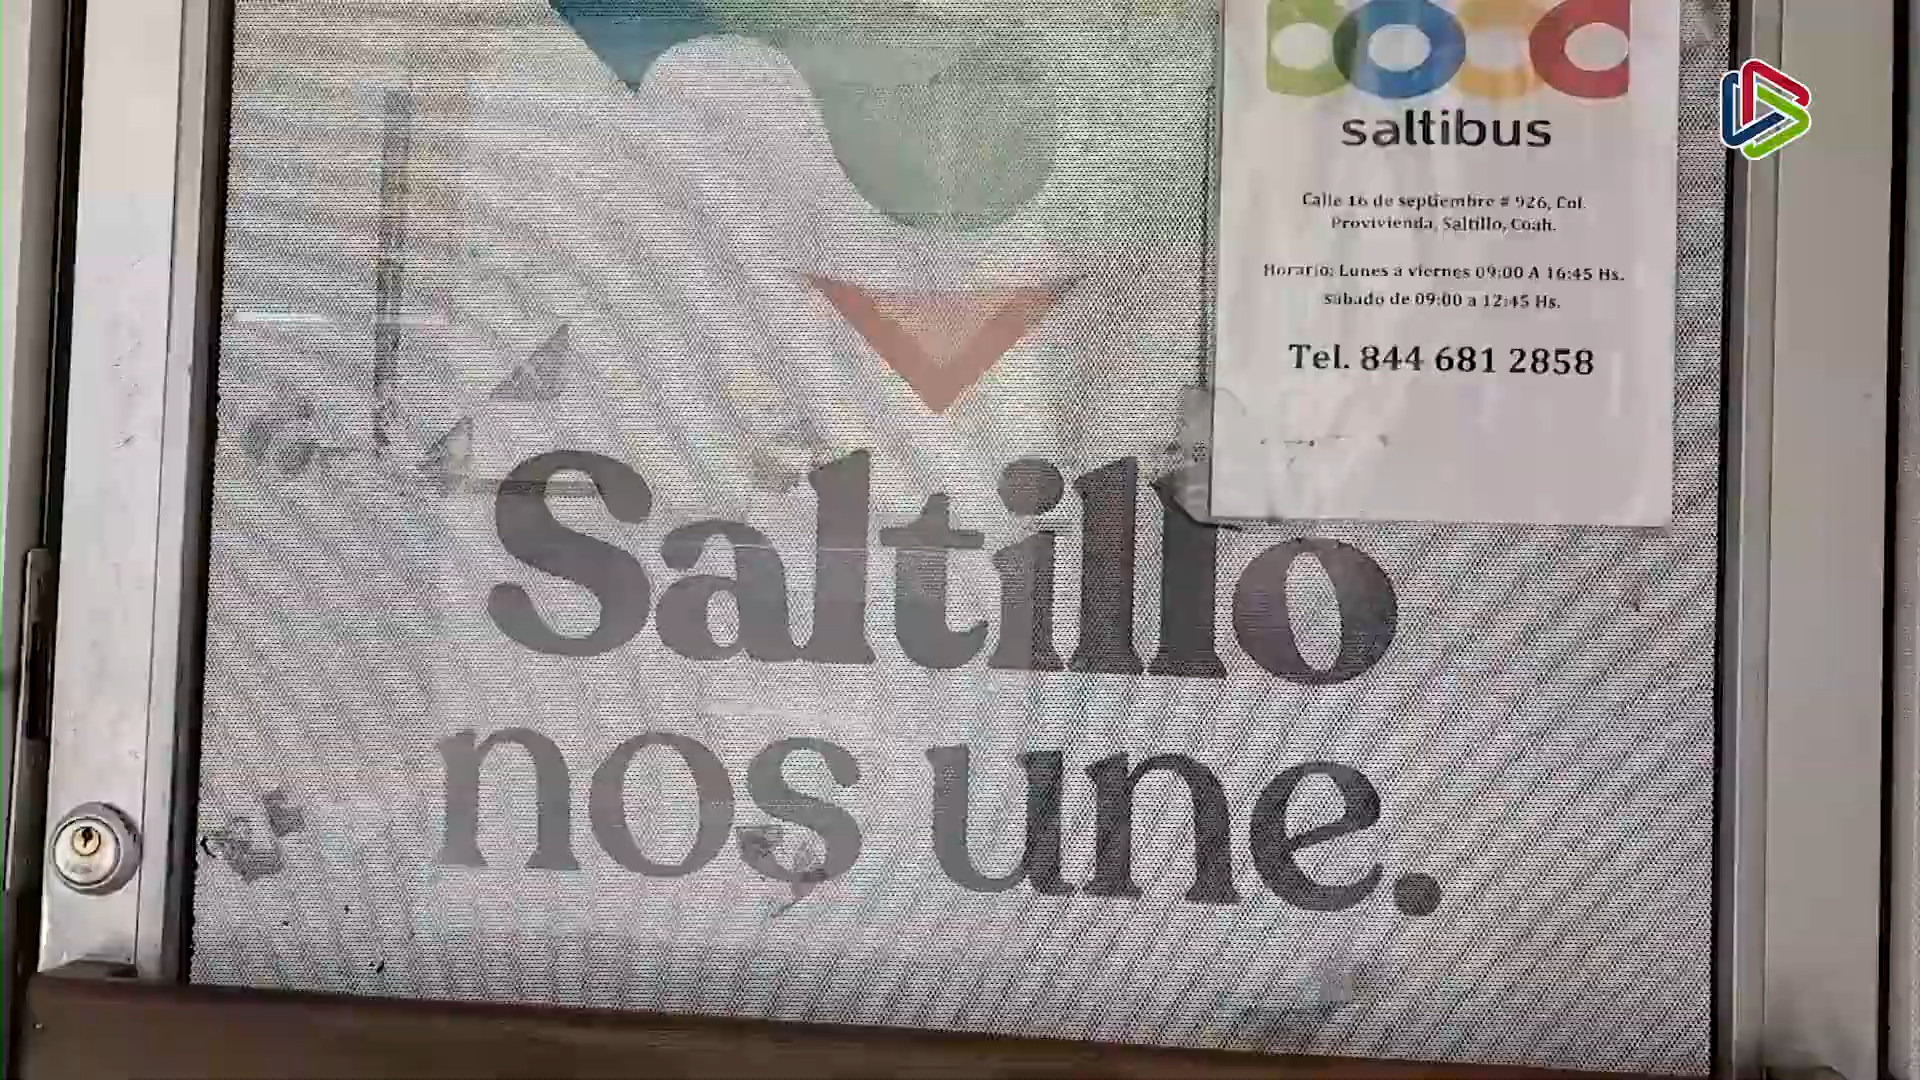 saltibus
Calle 16 de septiembre # 926, Col.
Provivienda, Saltillo, Coah.
Horario: Lunes a viernes 09:00 A 16:45 Hs.
sabado de 09:00 a 12:45 Hs.
Tel. 844 681 2858
Saltillo
nos une.